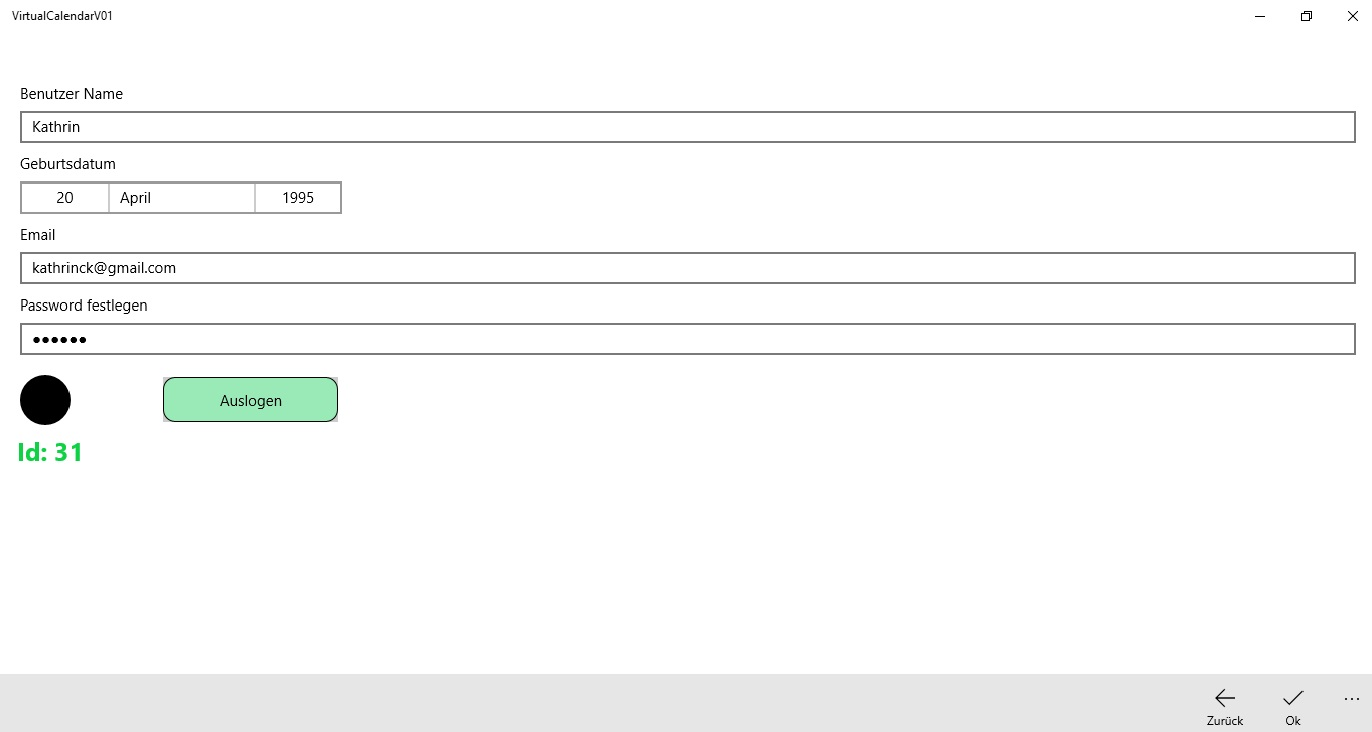 VirtualCalendarV01
Benutzer Name
Kathrin
Geburtsdatum
20 April 1995
Email
kathrinck@gmail.com
Password festlegen
●●●●●●
Auslogen
Id: 31
Zurück Ok